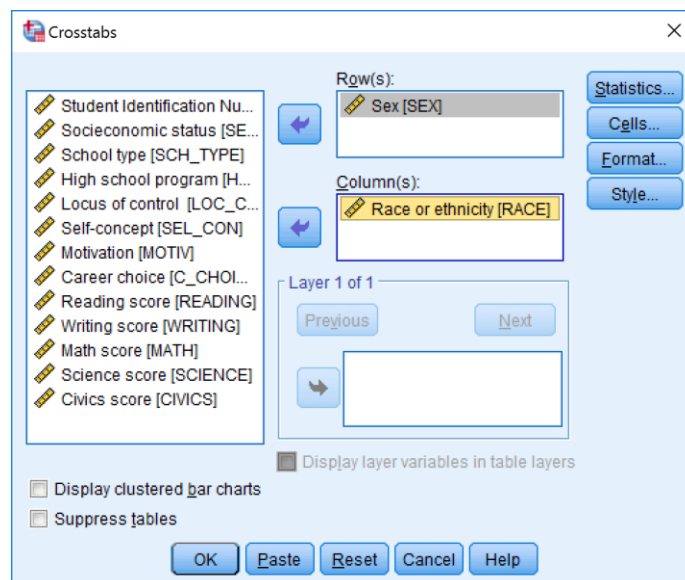 Crosstabs
Student Identification Nu...
Socieconomic status [SE...
School type [SCH_TYPE]
High school program [H...
Locus of control [LOC_C...
Self-concept [SEL_CON]
Motivation [MOTIV]
Career choice [C_CHOI...
Reading score [READING]
Writing score [WRITING]
Math score [MATH]
Science score [SCIENCE]
Civics score [CIVICS]
Row(s):
Sex [SEX]
Column(s):
Race or ethnicity [RACE]
Layer 1 of 1
Previous
Next
Display layer variables in table layers
Statistics...
Cells...
Format...
Style...
Display clustered bar charts
Suppress tables
OK Paste Reset Cancel Help